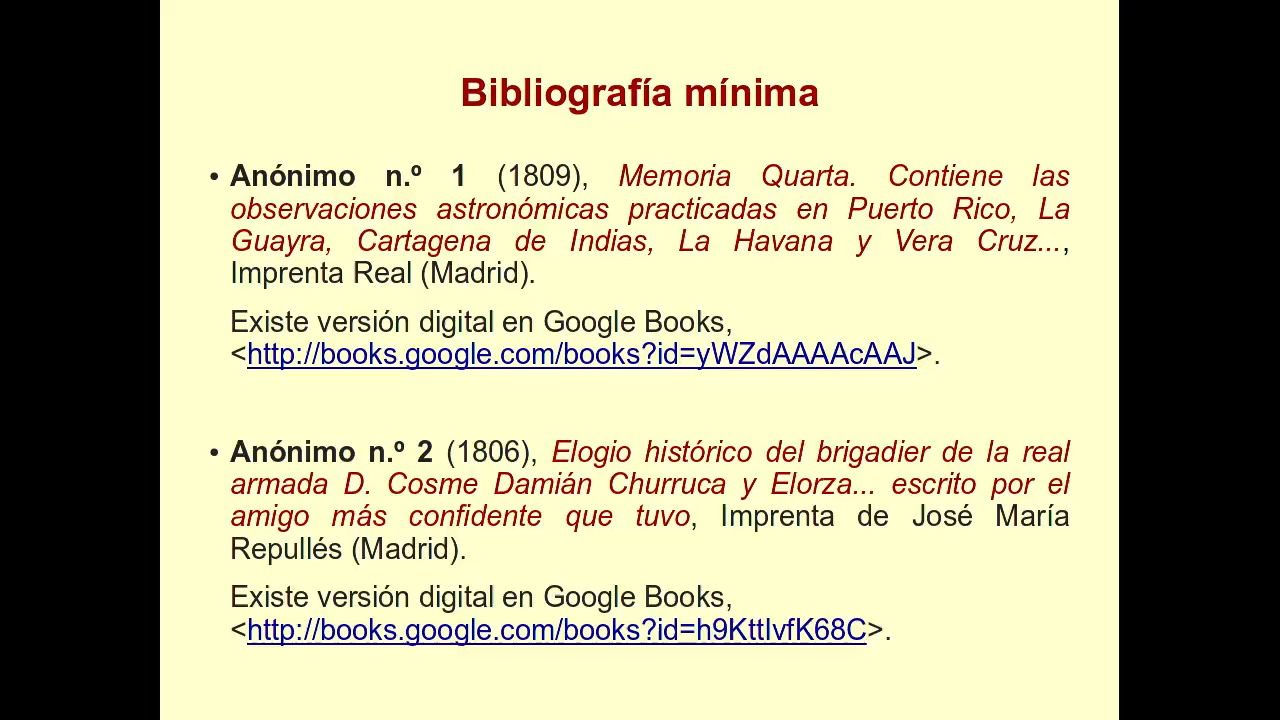 Bibliografía mínima
• Anónimo n.º 1 (1809), Memoria Quarta. Contiene las
observaciones astronómicas practicadas en Puerto Rico, La
Guayra, Cartagena de Indias, La Havana y Vera Cruz...,
Imprenta Real (Madrid).
Existe versión digital en Google Books,
<http://books.google.com/books?id=yWZdAAAAcAAJ>.
• Anónimo n.º 2 (1806), Elogio histórico del brigadier de la real
armada D. Cosme Damián Churruca y Elorza... escrito por el
amigo más confidente que tuvo, Imprenta de José María
Repullés (Madrid).
Existe versión digital en Google Books,
<http://books.google.com/books?id=h9KttIvfK68C>.